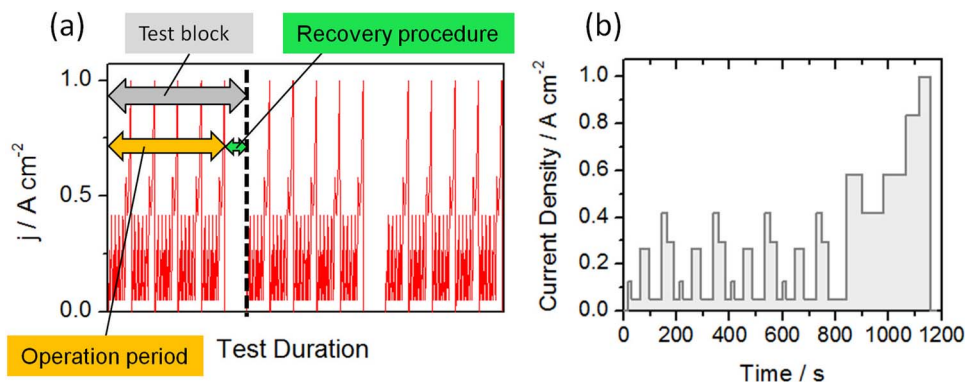 (a)
Test block
Recovery procedure
1.0
0.5
0.0
j / A cm-2
Operation period
Test Duration
(b)
1.0
0.8
0.6
0.4
0.2
0.0
Current Density / A cm-2
0 200 400 600 800 1000 1200
Time / s